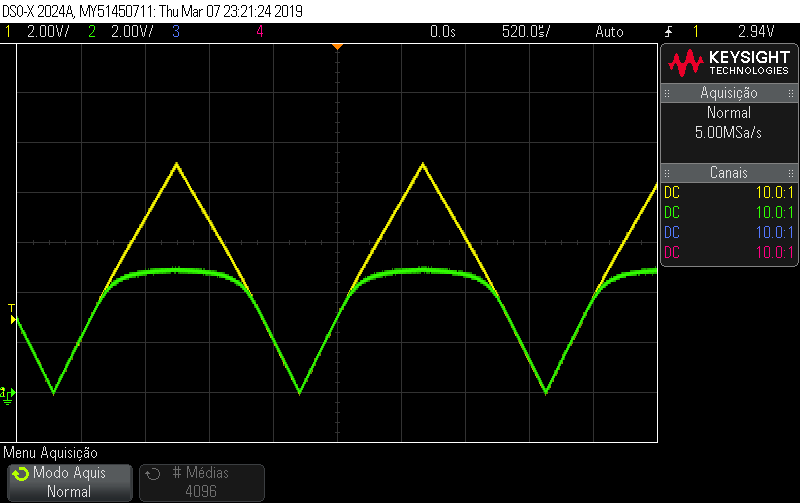 DSO-X 2024A, MY51450711: Thu Mar 07 23:21:24 2019
1 2.00V/ 2 2.00V/ 3 4 0.0s 520.0㎲/ Auto 1 2.94V
KEYSIGHT
TECHNOLOGIES
Aquisição
Normal
5.00MSa/s
Canais
DC 10.0:1
DC 10.0:1
DC 10.0:1
DC 10.0:1
T
Menu Aquisição
Modo Aquis
Normal
# Médias
4096